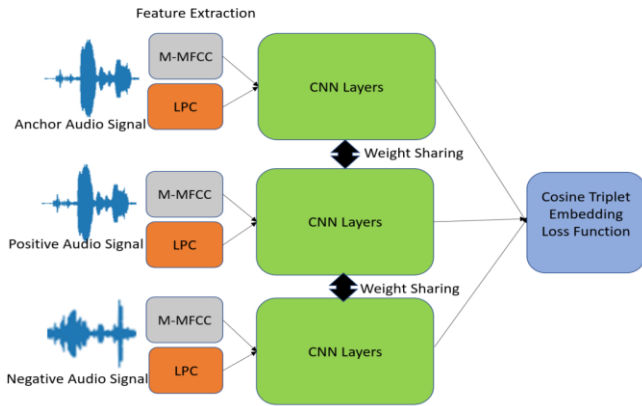 Feature Extraction
M-MFCC
LPC
Anchor Audio Signal
CNN Layers
Weight Sharing
M-MFCC
LPC
Positive Audio Signal
CNN Layers
Cosine Triplet
Embedding
Loss Function
Weight Sharing
M-MFCC
LPC
Negative Audio Signal
CNN Layers